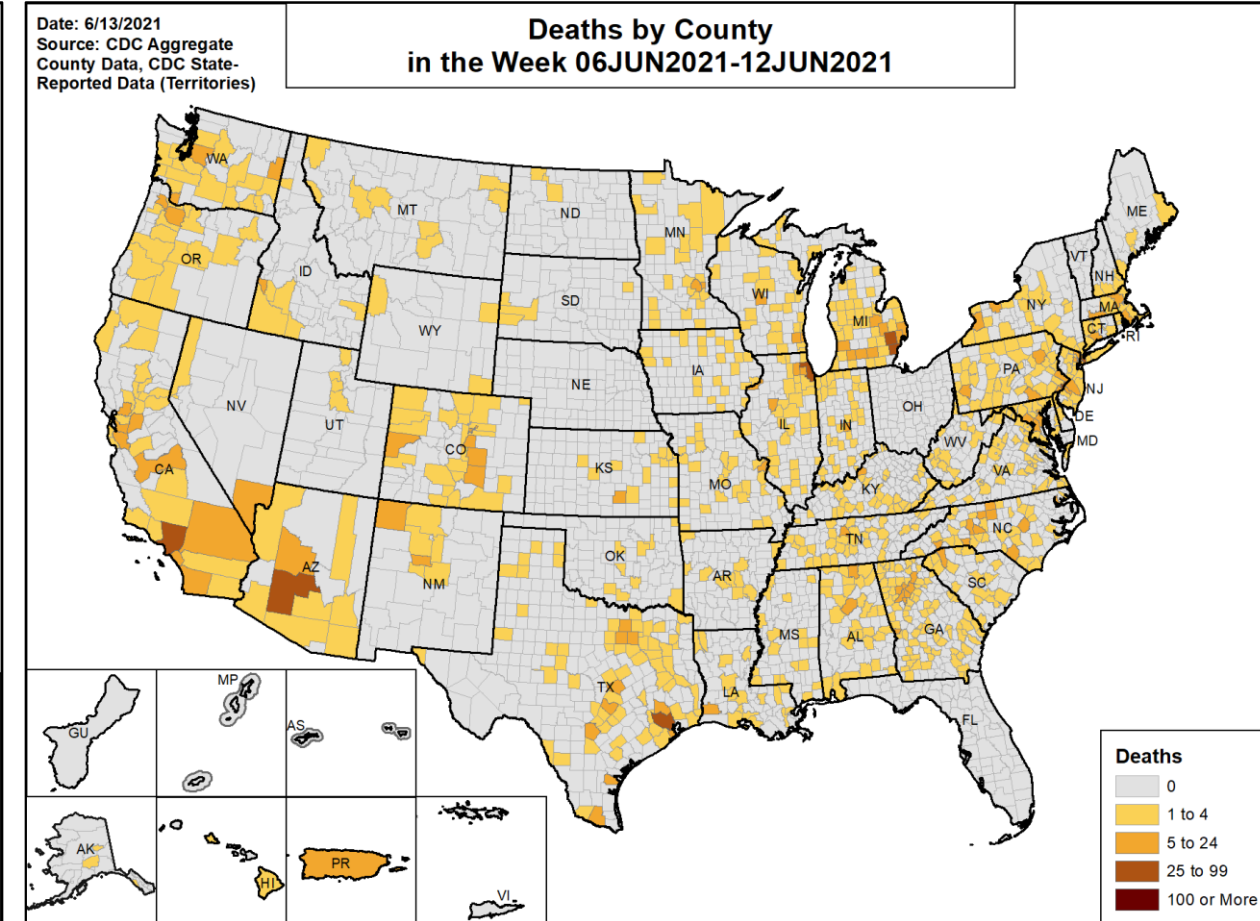 Date: 6/13/2021
Source: CDC Aggregate
County Data, CDC State-
Reported Data (Territories)
Deaths by County
in the Week 06JUN2021-12JUN2021
WA
MT
ND
MN
ME
OR
ID
SD
WI
MI
NY
VT
NH
MA
CT
RI
WY
IA
PA
NJ
NV
UT
NE
IL
IN
OH
DE
MD
CA
CO
KS
MO
WV
VA
KY
AZ
NM
OK
AR
TN
NC
SC
TX
LA
MS
AL
GA
FL
GU
MP
AS
AK
HI
PR
VI
Deaths
0
1 to 4
5 to 24
25 to 99
100 or More